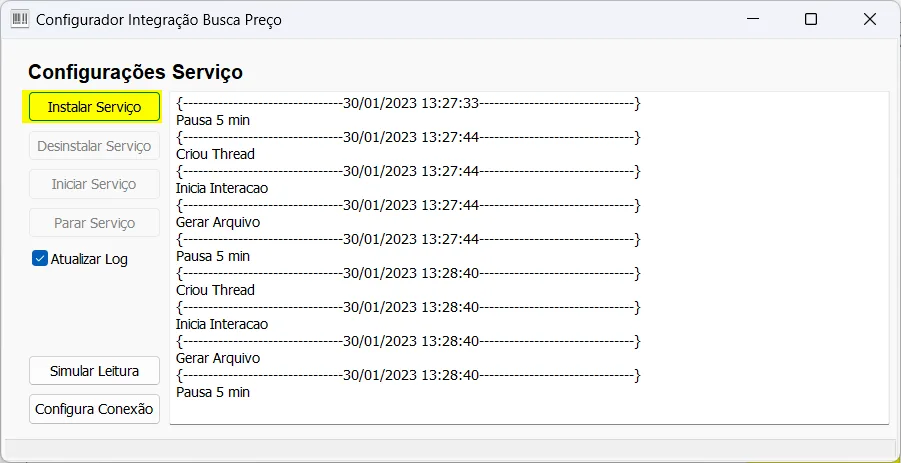 Configurador Integração Busca Preço
Configurações Serviço
Instalar Serviço
Desinstalar Serviço
Iniciar Serviço
Parar Serviço
Atualizar Log
Simular Leitura
Configura Conexão
{--------------------------------30/01/2023 13:27:33-------------------------------}
Pausa 5 min
{--------------------------------30/01/2023 13:27:44-------------------------------}
Criou Thread
{--------------------------------30/01/2023 13:27:44-------------------------------}
Inicia Interacao
{--------------------------------30/01/2023 13:27:44-------------------------------}
Gerar Arquivo
{--------------------------------30/01/2023 13:27:44-------------------------------}
Pausa 5 min
{--------------------------------30/01/2023 13:28:40-------------------------------}
Criou Thread
{--------------------------------30/01/2023 13:28:40-------------------------------}
Inicia Interacao
{--------------------------------30/01/2023 13:28:40-------------------------------}
Gerar Arquivo
{--------------------------------30/01/2023 13:28:40-------------------------------}
Pausa 5 min